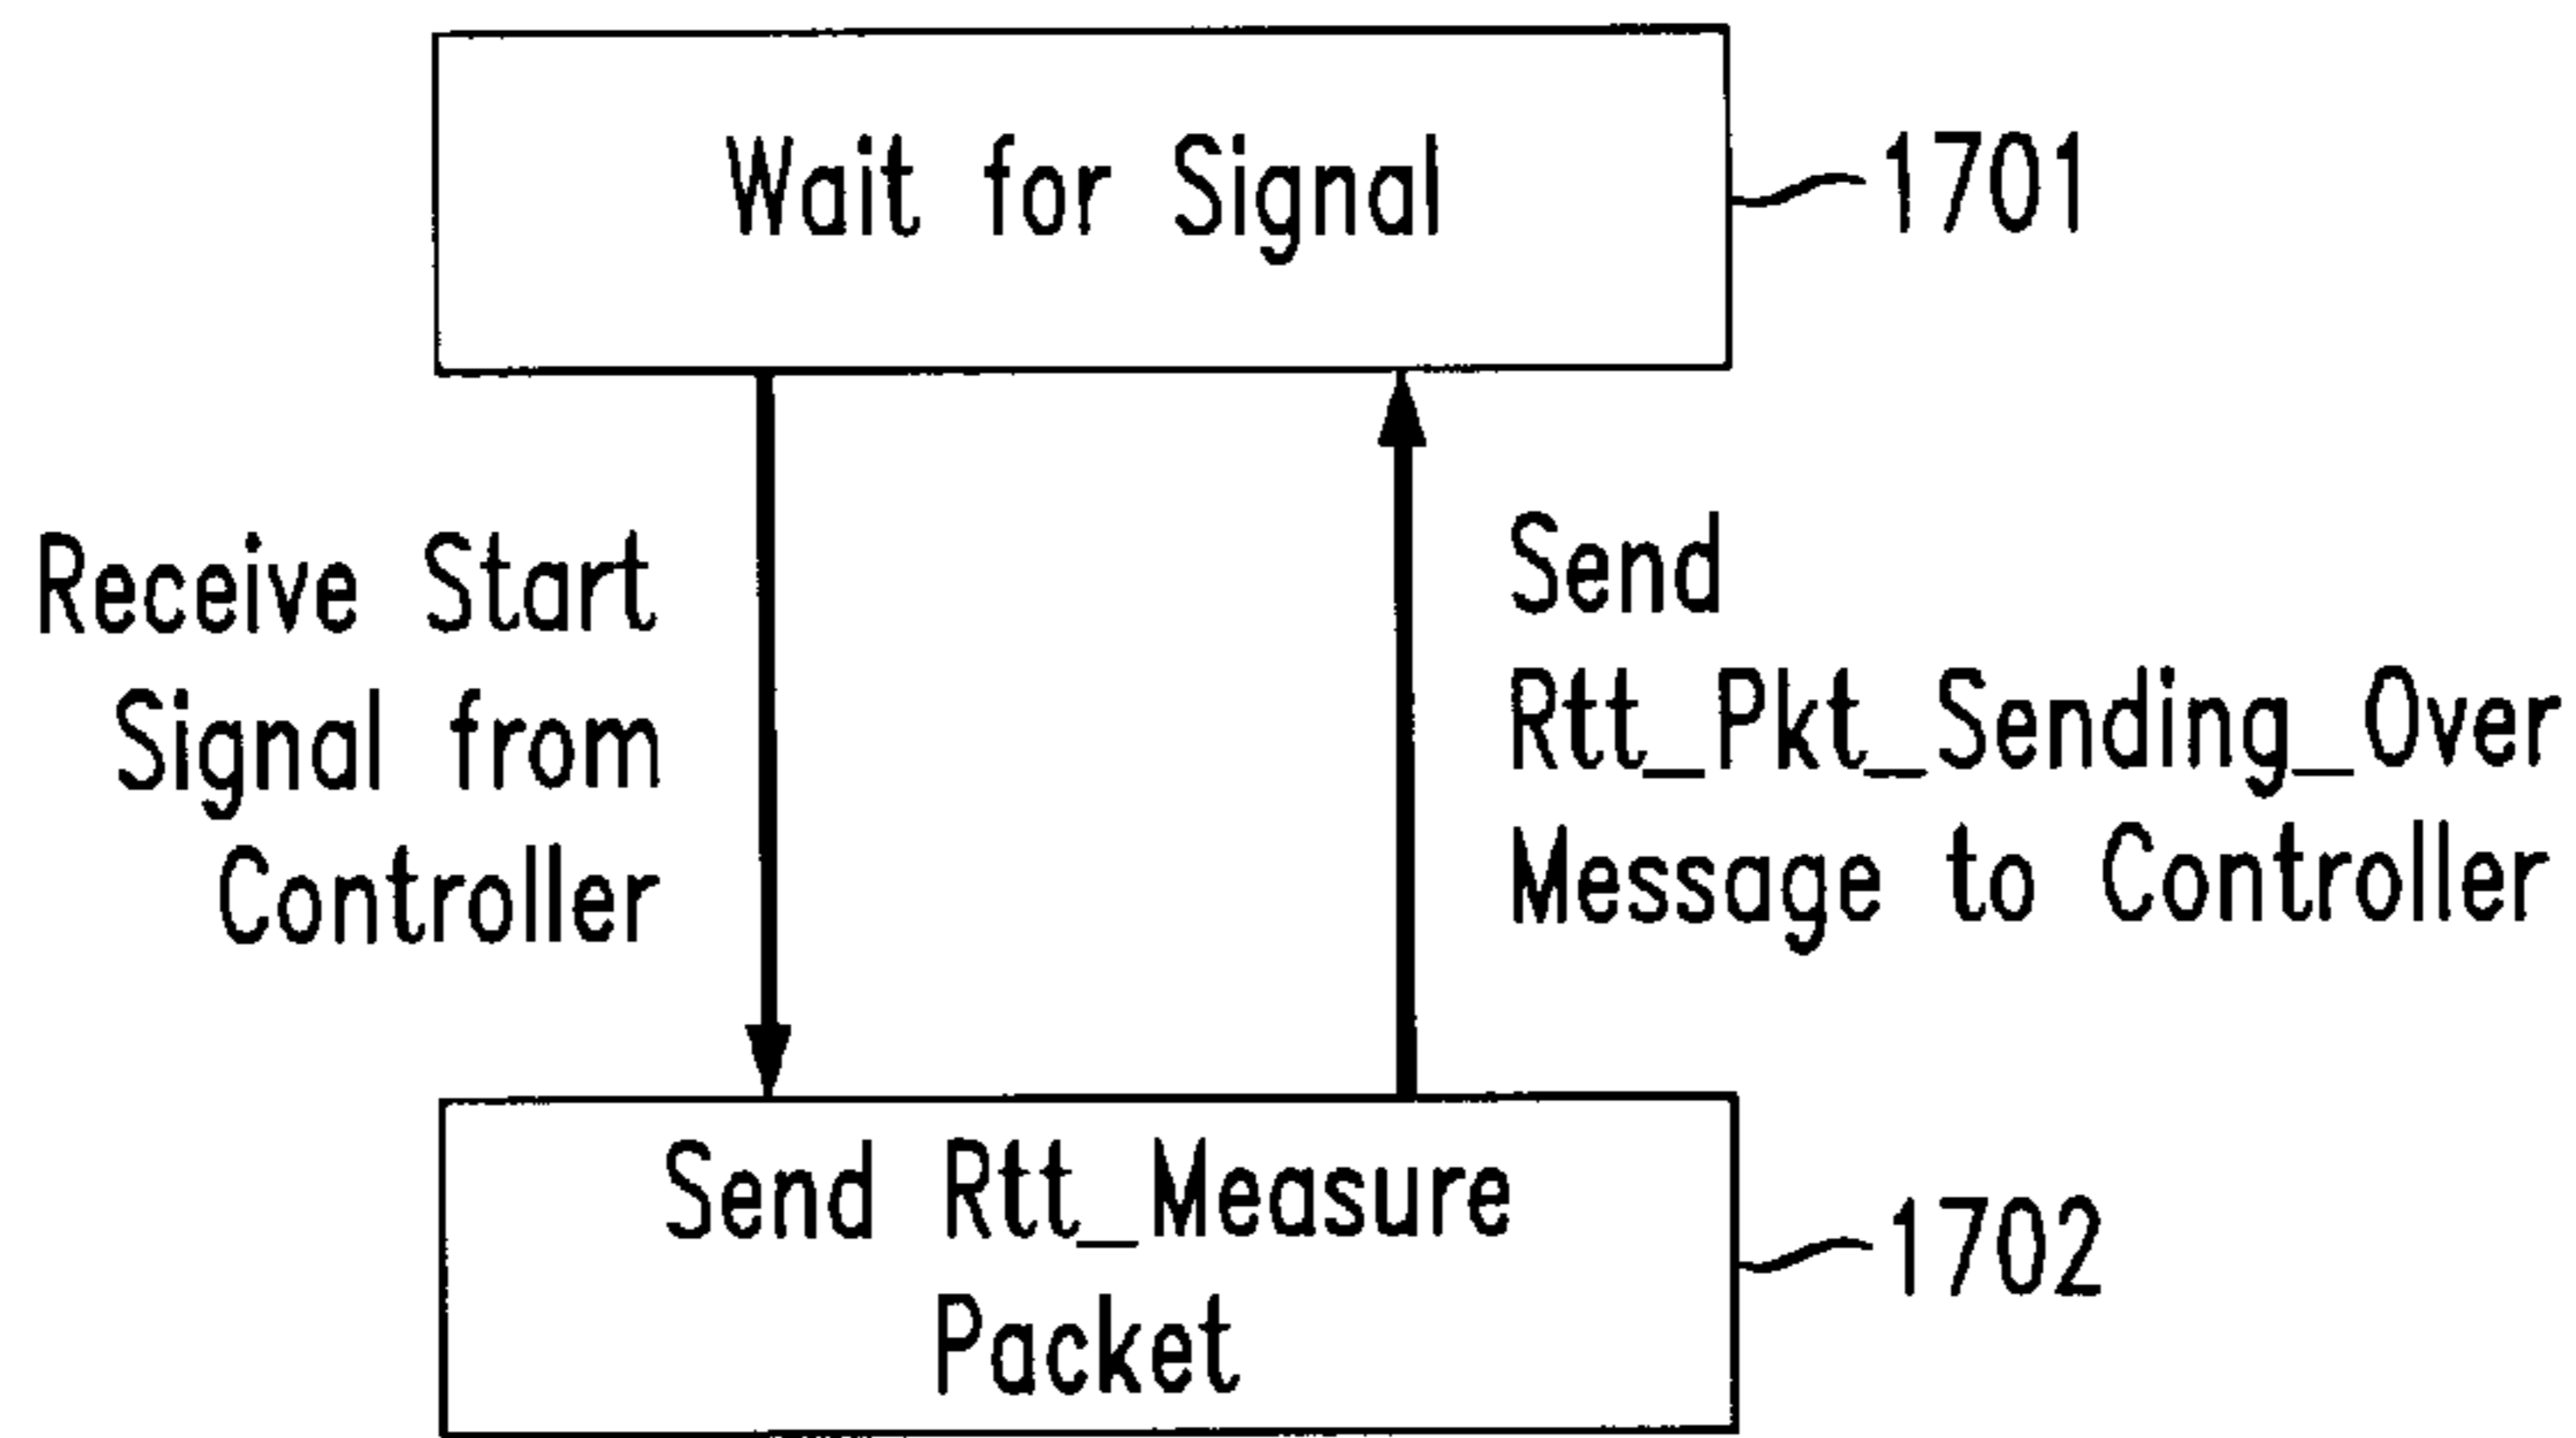 Wait for Signal
1701
Receive Start
Signal from
Controller
Send
Rtt_Pkt_Sending_Over
Message to Controller
Send Rtt_Measure
Packet
1702